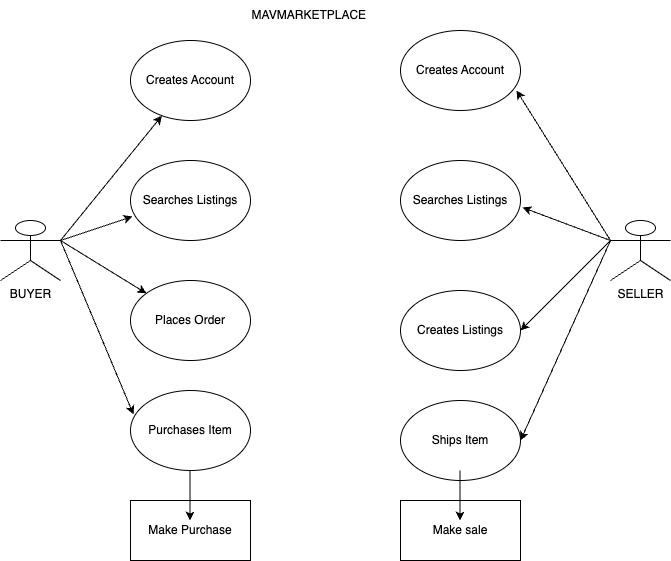 MAVMARKETPLACE
Creates Account
Creates Account
Searches Listings
Searches Listings
BUYER
SELLER
Places Order
Creates Listings
Purchases Item
Ships Item
Make Purchase
Make sale